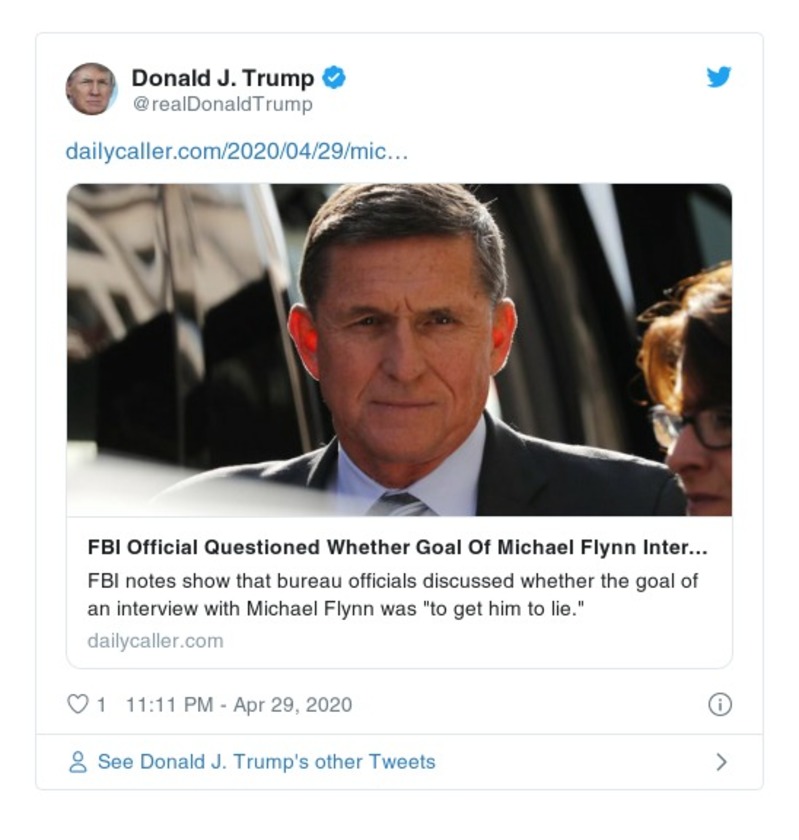 Donald J. Trump
@realDonaldTrump
dailycaller.com/2020/04/29/mic…
FBI Official Questioned Whether Goal Of Michael Flynn Inter...
FBI notes show that bureau officials discussed whether the goal of
an interview with Michael Flynn was "to get him to lie."
dailycaller.com
1 11:11 PM - Apr 29, 2020
See Donald J. Trump's other Tweets